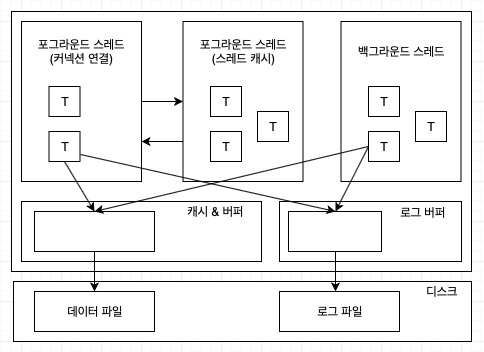 포그라운드 스레드
(커넥션 연결)
포그라운드 스레드
(스레드 캐시)
백그라운드 스레드
T
T
T
T
T
T
T
T
캐시 & 버퍼
로그 버퍼
디스크
데이터 파일
로그 파일